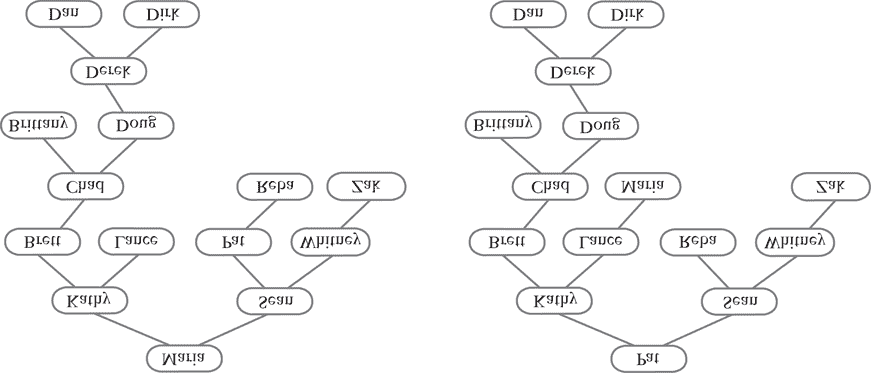 Dan Dirk Dan Dirk
Derek Derek
Brittany Doug Brittany Doug
Chad Reba Zak Chad Maria Zak
Brett Lance Pat Whitney Brett Lance Reba Whitney
Kathy Sean Kathy Sean
Maria Pat